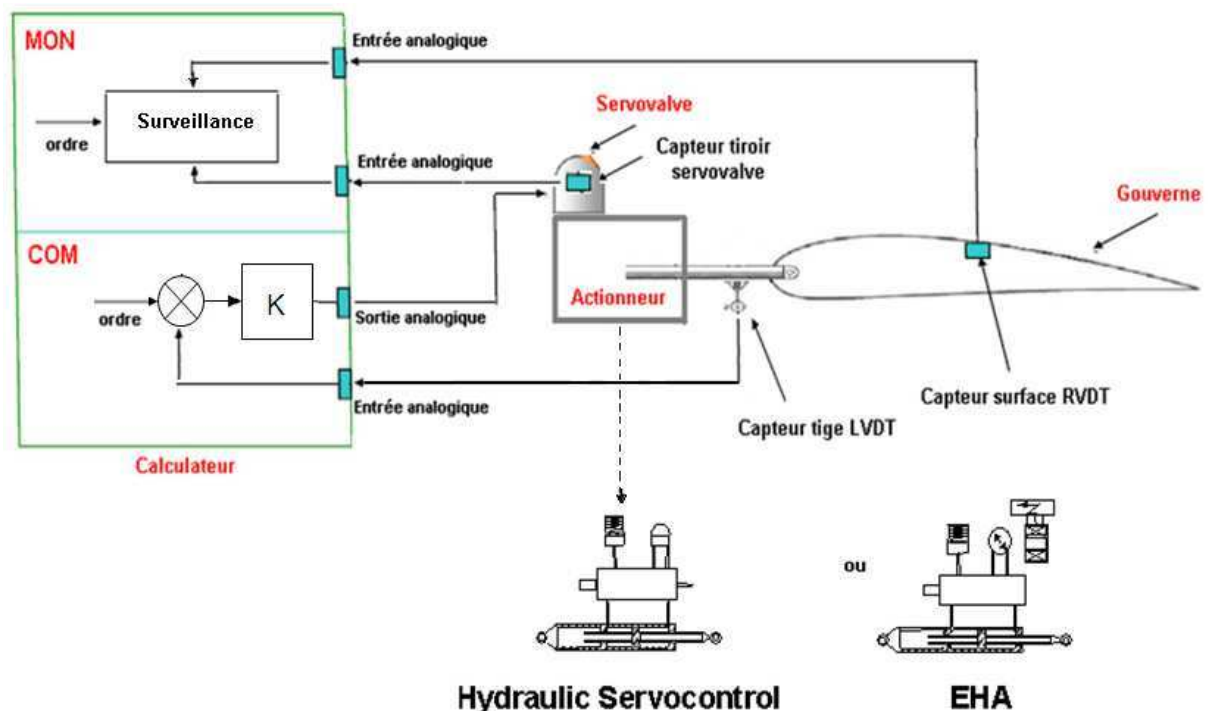 MON
Entrée analogique
Surveillance
ordre
Servovalve
Capteur tiroir
servovalve
Entrée analogique
Gouverne
COM
K
ordre
Sortie analogique
Actionneur
Entrée analogique
Capteur surface RVDT
Capteur tige LVDT
Calculateur
ou
Hydraulic Servocontrol
EHA